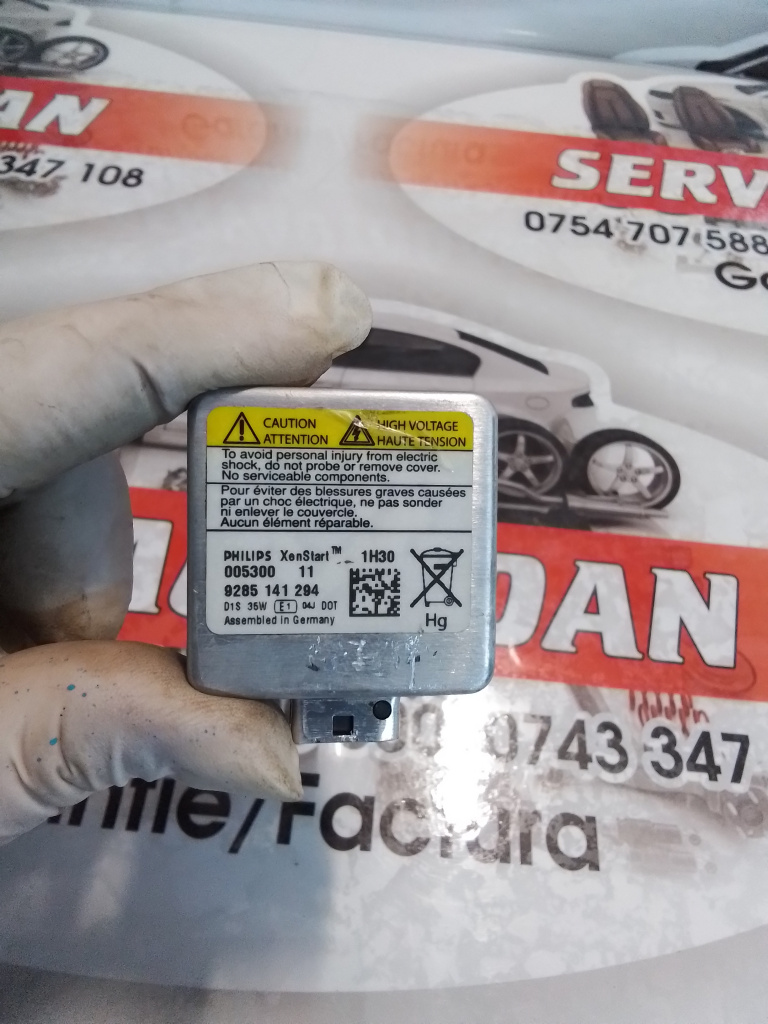 AN
347 108
SERV
0754 707 588
Ga
CAUTION
ATTENTION
HIGH VOLTAGE
HAUTE TENSION
To avoid personal injury from electric
shock, do not probe or remove cover.
No serviceable components.
Pour éviter des blessures graves causées
par un choc électrique, ne pas sonder
ni enlever le couvercle.
Aucun élément réparable.
PHILIPS XenStart™ 1H30
005300 11
9285 141 294
D1S 35W E1 04J DOT
Assembled in Germany
Hg
DAN
0743 347
/Factura